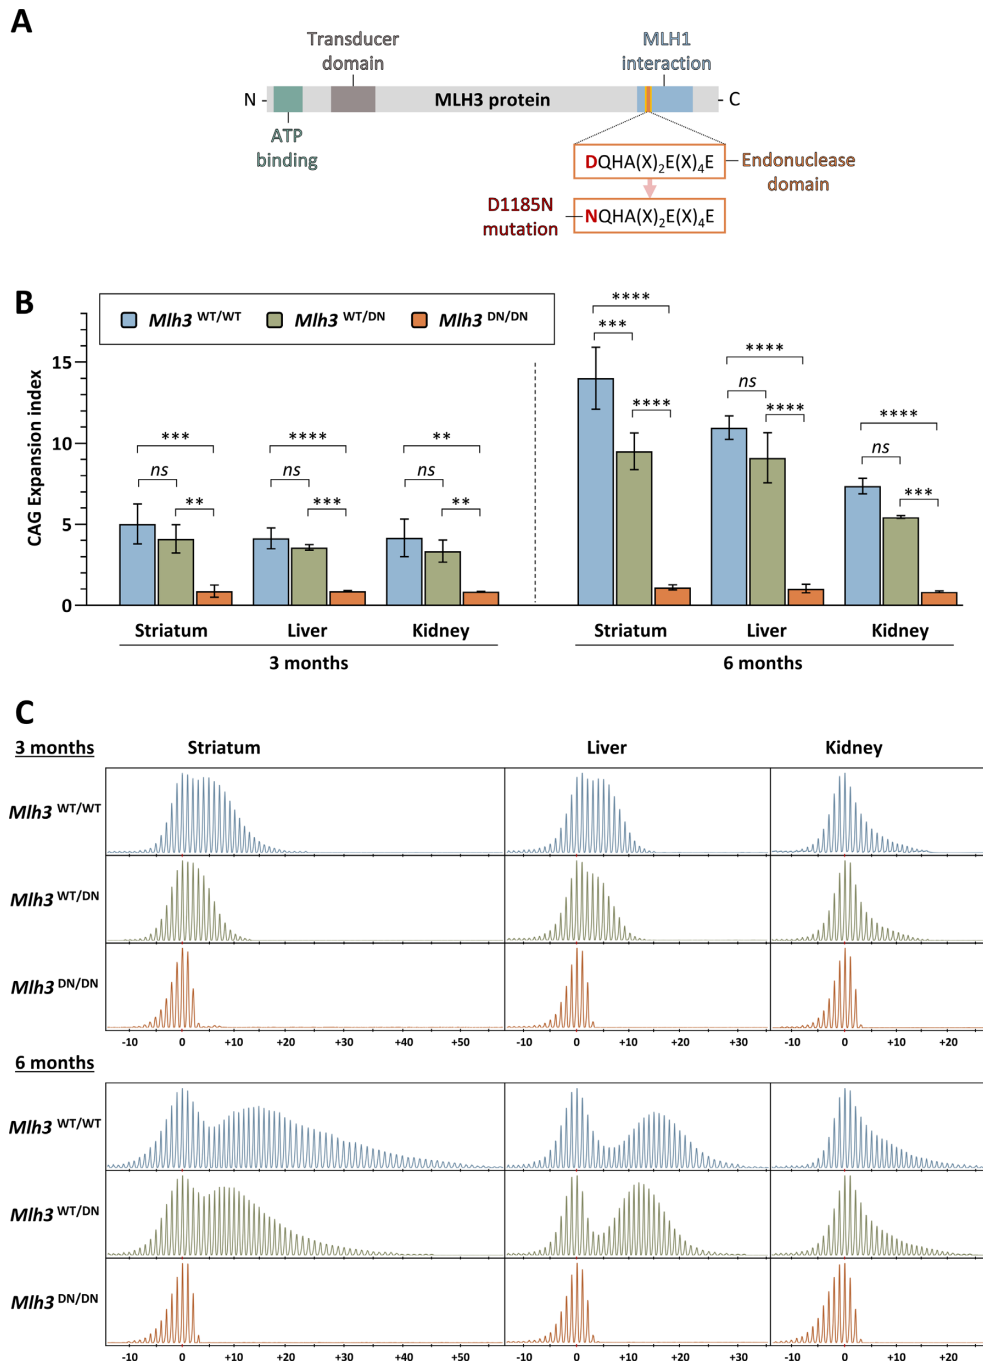 A
Transducer
domain
MLH1
interaction
N
MLH3 protein
C
ATP
binding
DQHA(X)2E(X)4E
Endonuclease
domain
D1185N
mutation
NQHA(X)2E(X)4E
B
Mlh3 WT/WT
Mlh3 WT/DN
Mlh3 DN/DN
CAG Expansion index
15
10
5
0
***
ns
**
****
ns
***
**
ns
**
****
***
****
****
ns
****
****
ns
***
Striatum
Liver
Kidney
Striatum
Liver
Kidney
3 months
6 months
C
3 months
Striatum
Liver
Kidney
Mlh3 WT/WT
Mlh3 WT/DN
Mlh3 DN/DN
-10 0 +10 +20 +30 +40 +50 -10 0 +10 +20 +30 -10 0 +10 +20
6 months
Mlh3 WT/WT
Mlh3 WT/DN
Mlh3 DN/DN
-10 0 +10 +20 +30 +40 +50 -10 0 +10 +20 +30 -10 0 +10 +20